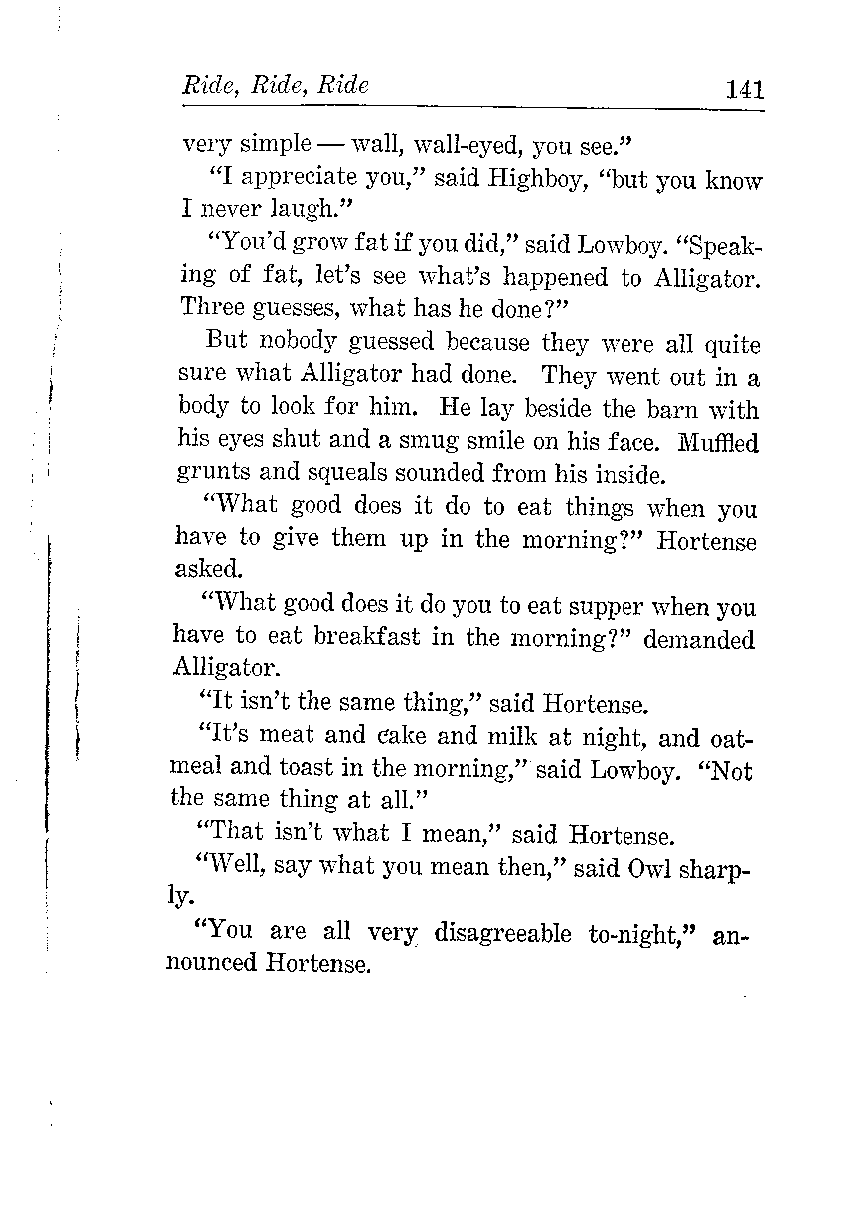 Ride, Ride, Ride 141
very simple — wall, wall-eyed, you see.”
“I appreciate you,” said Highboy, “but you know
I never laugh.”
“You’d grow fat if you did,” said Lowboy. “Speak-
ing of fat, let’s see what’s happened to Alligator.
Three guesses, what has he done?”
But nobody guessed because they were all quite
sure what Alligator had done. They went out in a
body to look for him. He lay beside the barn with
his eyes shut and a smug smile on his face. Muffled
grunts and squeals sounded from his inside.
“What good does it do to eat things when you
have to give them up in the morning?” Hortense
asked.
“What good does it do you to eat supper when you
have to eat breakfast in the morning?” demanded
Alligator.
“It isn’t the same thing,” said Hortense.
“It’s meat and cake and milk at night, and oat-
meal and toast in the morning,” said Lowboy. “Not
the same thing at all.”
“That isn’t what I mean,” said Hortense.
“Well, say what you mean then,” said Owl sharp-
ly.
“You are all very disagreeable to-night,” an-
nounced Hortense.